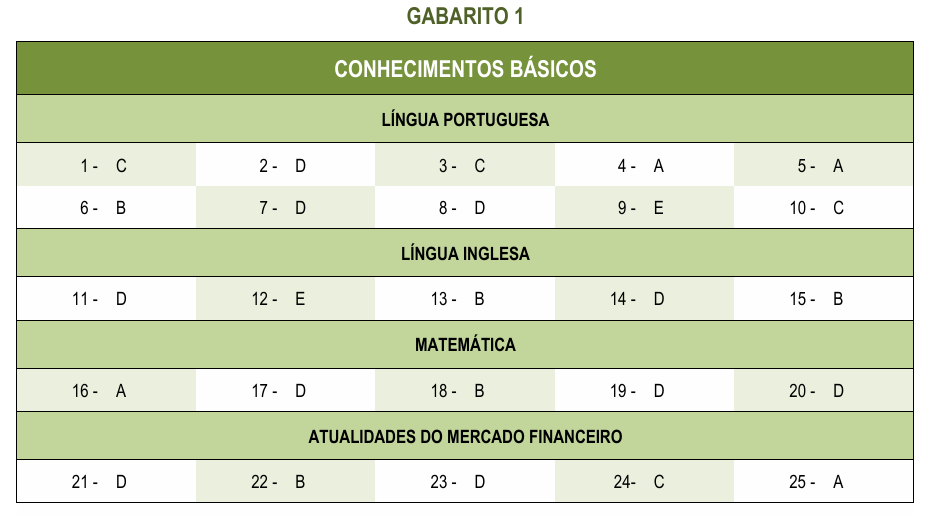 GABARITO 1
CONHECIMENTOS BÁSICOS
LÍNGUA PORTUGUESA
1 - C 2 - D 3 - C 4 - A 5 - A
6 - B 7 - D 8 - D 9 - E 10 - C
LÍNGUA INGLESA
11 - D 12 - E 13 - B 14 - D 15 - B
MATEMÁTICA
16 - A 17 - D 18 - B 19 - D 20 - D
ATUALIDADES DO MERCADO FINANCEIRO
21 - D 22 - B 23 - D 24- C 25 - A